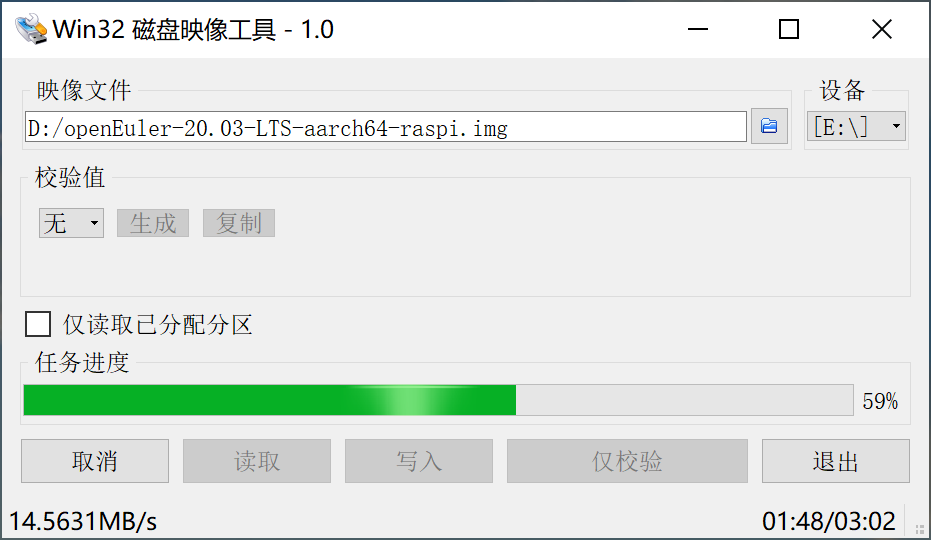 Win32 磁盘映像工具 - 1.0
映像文件 设备
D:/openEuler-20.03-LTS-aarch64-raspi.img [E:\]
校验值
无 生成 复制
仅读取已分配分区
任务进度
59%
取消 读取 写入 仅校验 退出
14.5631MB/s 01:48/03:02